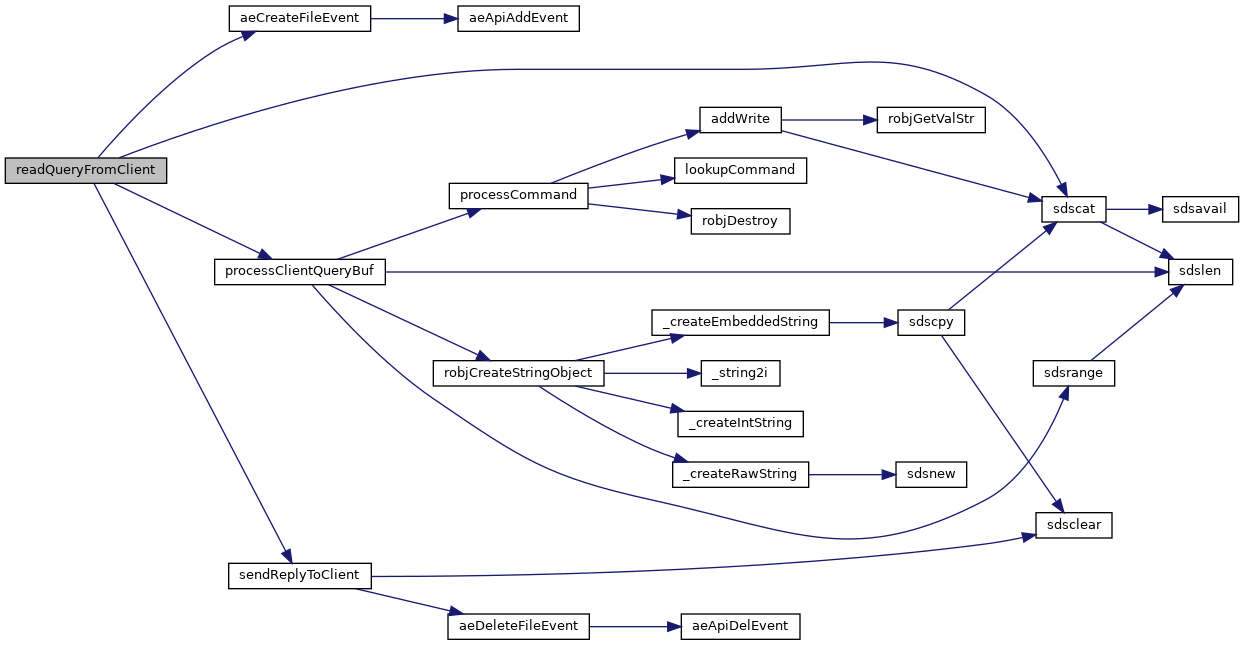 aeCreateFileEvent
aeApiAddEvent
addWrite
robjGetValStr
readQueryFromClient
lookupCommand
processCommand
robjDestroy
sdscat
sdsavail
processClientQueryBuf
sdslen
_createEmbeddedString
sdscpy
robjCreateStringObject
_string2i
sdsrange
_createIntString
_createRawString
sdsnew
sdsclear
sendReplyToClient
aeDeleteFileEvent
aeApiDelEvent